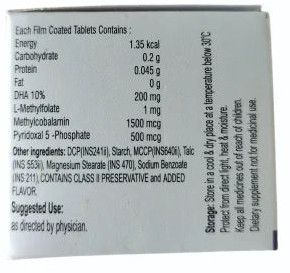 Each Film Coated Tablets Contains :
Energy 1.35 kcal
Carbohydrate 0.2 g
Protein 0.045 g
Fat 0 g
DHA 10% 200 mg
L-Methylfolate 1 mg
Methylcobalamin 1500 mcg
Pyridoxal 5 -Phosphate 500 mcg
Other ingredients: DCP(INS241ii), Starch, MCCP(INS640ii), Talc
(INS 553ii), Magnesium Stearate (INS 470), Sodium Benzoate
(INS 211), CONTAINS CLASS II PRESERVATIVE and ADDED
FLAVOR.
Suggested Use:
as directed by physician.
Storage: Store in a cool & dry place at a temperature below 30°C
Protect from direct light, heat & moisture.
Keep all medicines out of reach of children.
Dietary supplement not for medicinal use.